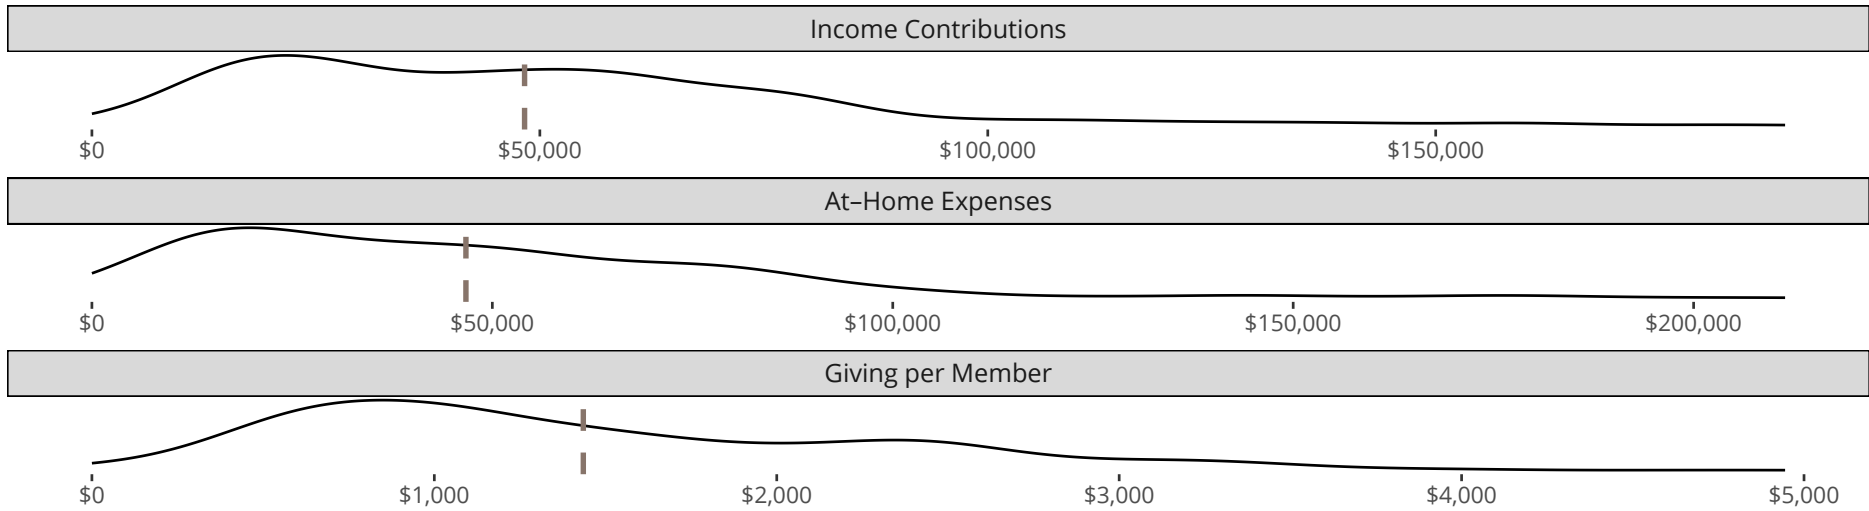 Income Contributions
$0 $50,000 $100,000 $150,000
At–Home Expenses
$0 $50,000 $100,000 $150,000 $200,000
Giving per Member
$0 $1,000 $2,000 $3,000 $4,000 $5,000